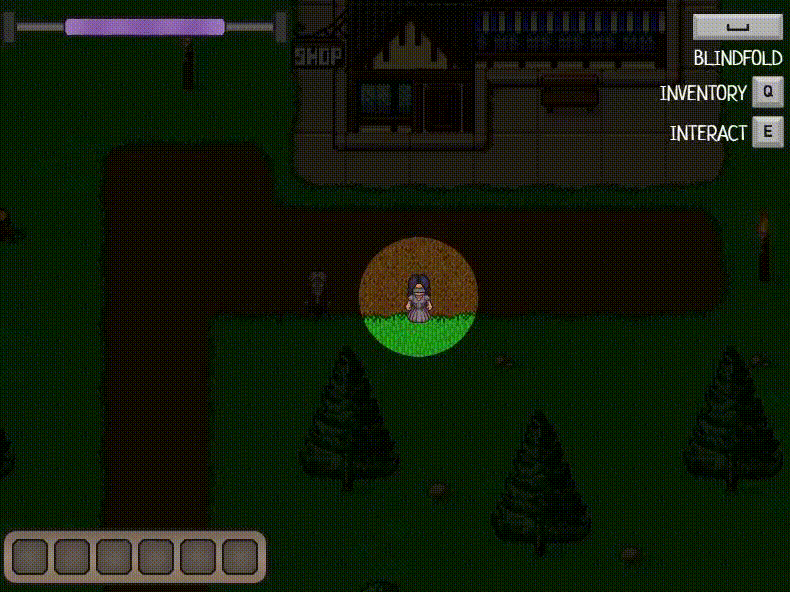 SHOP
BLINDFOLD
INVENTORY Q
INTERACT E